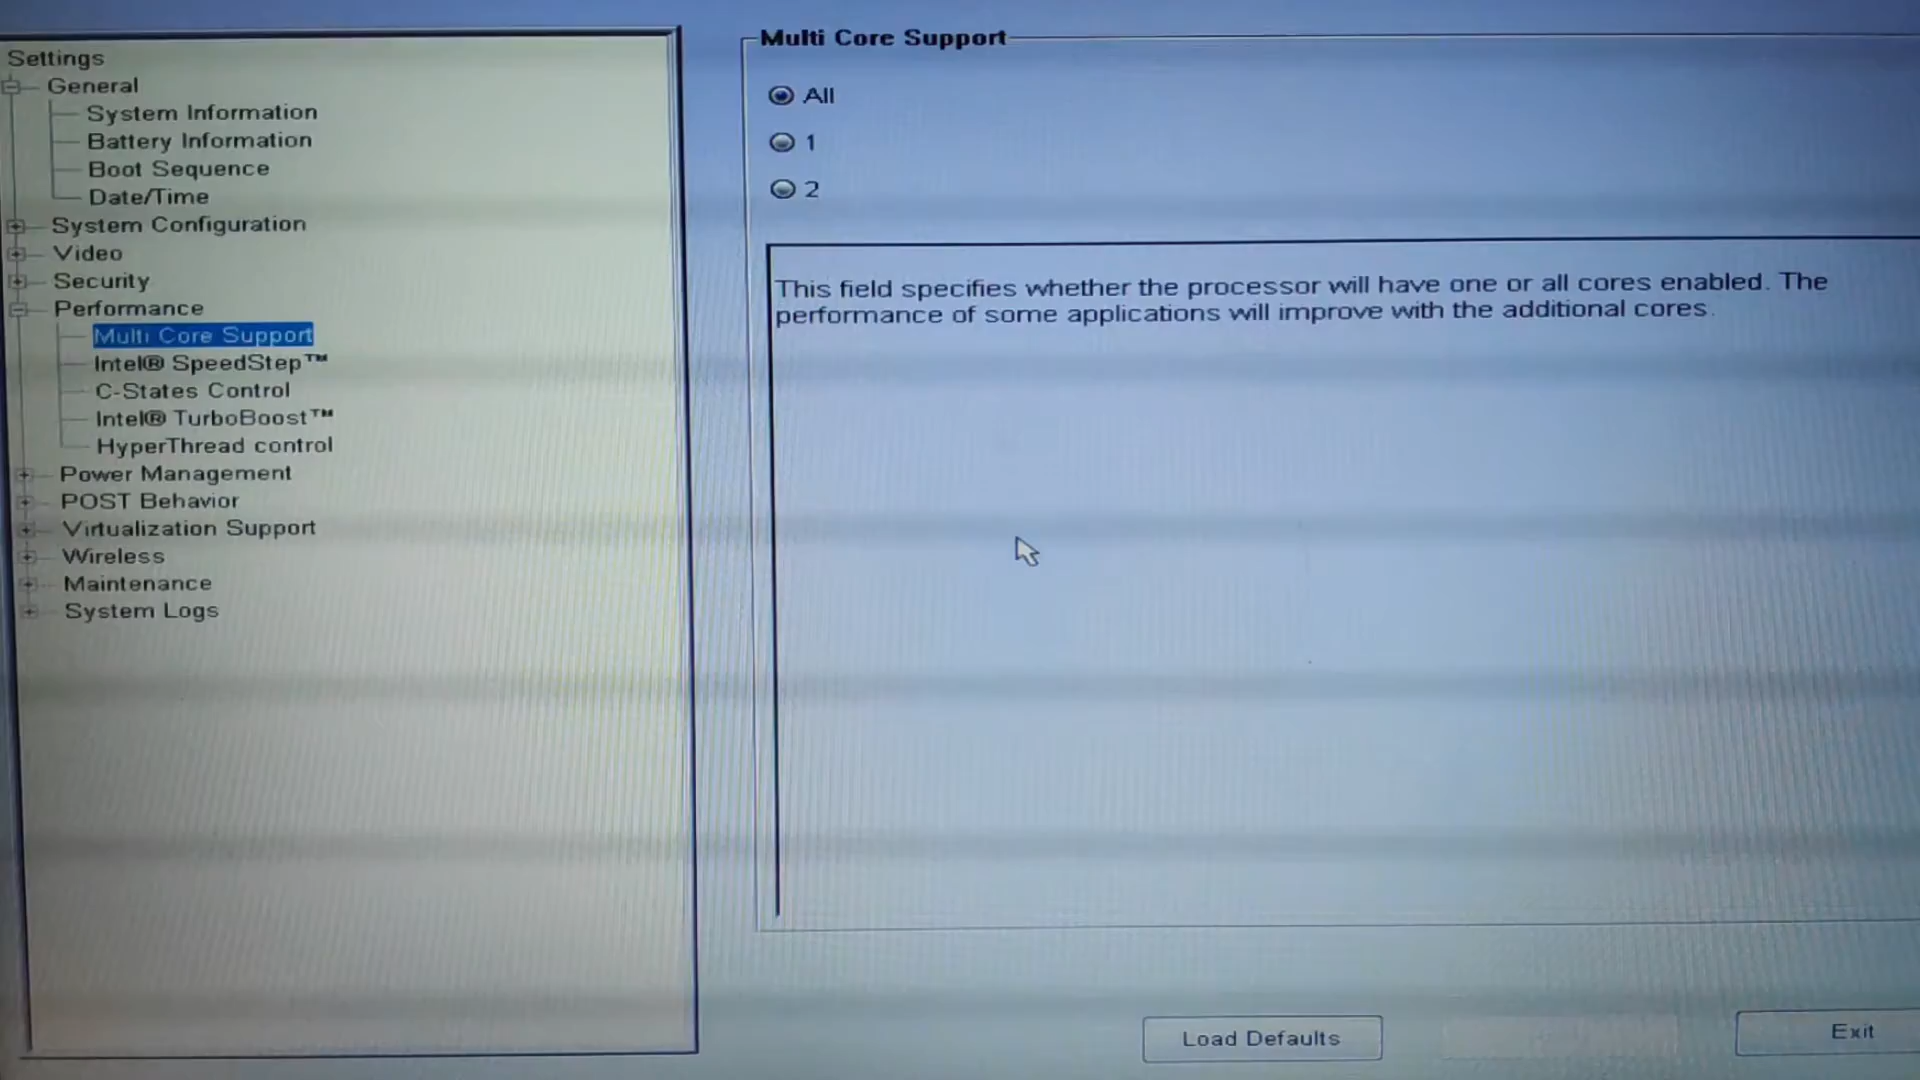 Settings
General
System Information
Battery Information
Boot Sequence
Date/Time
System Configuration
Video
Security
Performance
Multi Core Support
Intel® SpeedStep™
C-States Control
Intel® TurboBoost™
HyperThread control
Power Management
POST Behavior
Virtualization Support
Wireless
Maintenance
System Logs
Multi Core Support
All
1
2
This field specifies whether the processor will have one or all cores enabled. The
performance of some applications will improve with the additional cores.
Load Defaults
Exit